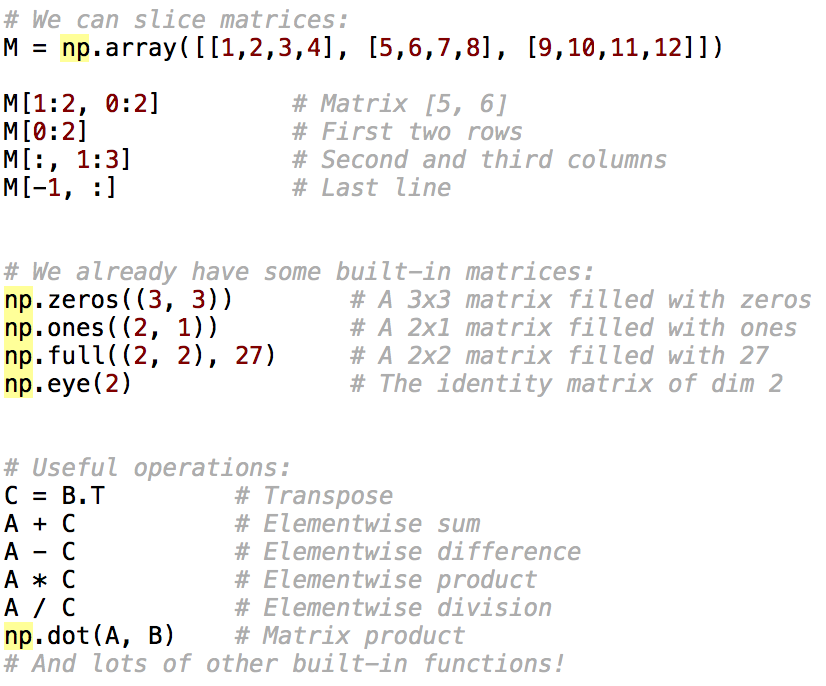 # We can slice matrices:
M = np.array([[1,2,3,4], [5,6,7,8], [9,10,11,12]])
M[1:2, 0:2]         # Matrix [5, 6]
M[0:2]              # First two rows
M[:, 1:3]           # Second and third columns
M[-1, :]            # Last line
# We already have some built-in matrices:
np.zeros((3, 3))        # A 3x3 matrix filled with zeros
np.ones((2, 1))         # A 2x1 matrix filled with ones
np.full((2, 2), 27)     # A 2x2 matrix filled with 27
np.eye(2)               # The identity matrix of dim 2
# Useful operations:
C = B.T         # Transpose
A + C           # Elementwise sum
A - C           # Elementwise difference
A * C           # Elementwise product
A / C           # Elementwise division
np.dot(A, B)    # Matrix product
# And lots of other built-in functions!